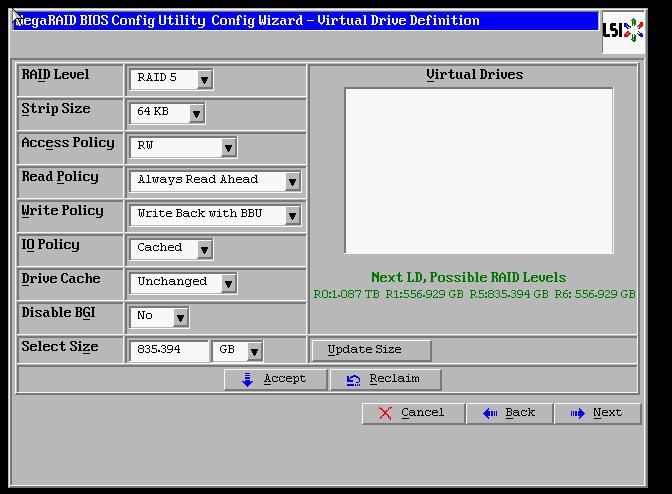 egaRAID BIOS Config Utility Config Wizard - Virtual Drive Definition
LSI
RAID Level RAID 5
Strip Size 64 KB
Access Policy RW
Read Policy Always Read Ahead
Write Policy Write Back with BBU
IO Policy Cached
Drive Cache Unchanged
Disable BGI No
Select Size 835.394 GB
Virtual Drives
Next LD, Possible RAID Levels
R0:1.087 TB R1:556.929 GB R5:835.394 GB R6: 556.929 GB
Update Size
Accept Reclaim
Cancel Back Next